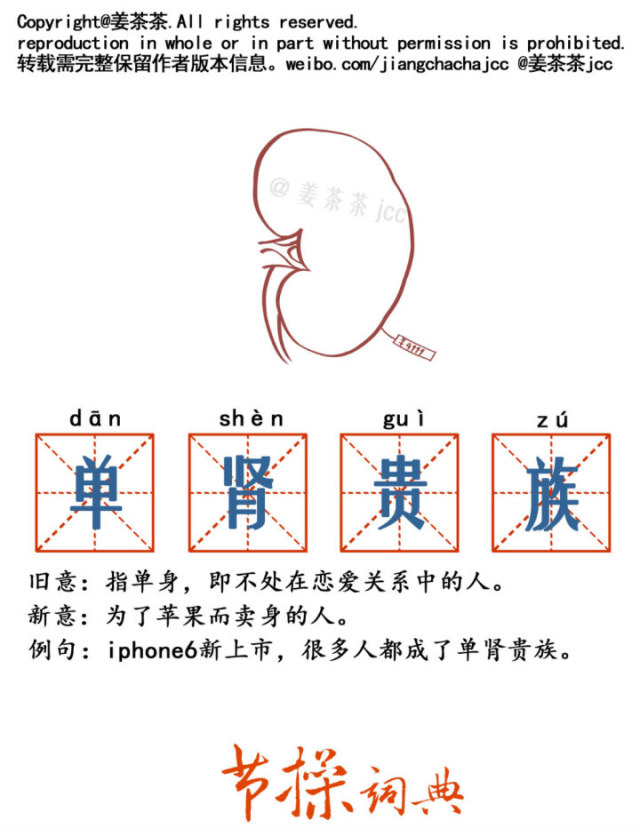 Copyright@姜茶茶.All rights reserved.
reproduction in whole or in part without permission is prohibited.
转载需完整保留作者版本信息。weibo.com/jiangchachajcc @姜茶茶jcc
@姜茶茶jcc
dān shèn guì zú
单 肾 贵 族
旧意：指单身，即不处在恋爱关系中的人。
新意：为了苹果而卖身的人。
例句：iphone6新上市，很多人都成了单肾贵族。
节操词典